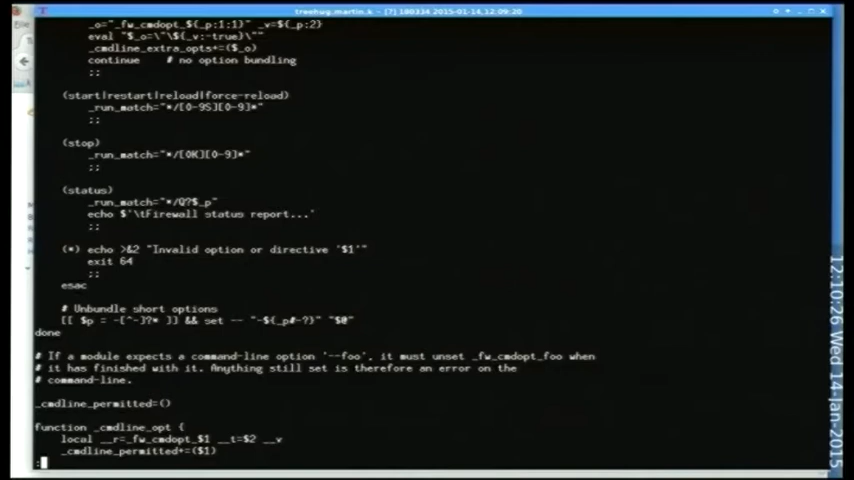 treehug.martin.k - [7] 180334 2015-01-14,12:09:20
_o="_fw_cmdopt_${_p:1:1}" _v=${_p:2}
eval "$_o=\"\${_v:-true}\""
_cmdline_extra_opts+=($_o)
continue    # no option bundling
;;
(start|restart|reload|force-reload)
_run_match="*/[0-9S][0-9]*"
;;
(stop)
_run_match="*/[0K][0-9]*"
;;
(status)
_run_match="*/Q?$_p"
echo $'\tFirewall status report...'
;;
(*) echo >&2 "Invalid option or directive '$1'"
exit 64
;;
esac
# Unbundle short options
[[ $p = -[^-]?* ]] && set -- "-${_p#-?}" "$@"
done
# If a module expects a command-line option '--foo', it must unset _fw_cmdopt_foo when
# it has finished with it. Anything still set is therefore an error on the
# command-line.
_cmdline_permitted=()
function _cmdline_opt {
local __r=_fw_cmdopt_$1 __t=$2 __v
_cmdline_permitted+=($1)
:
12:10:26 Wed 14-Jan-2015